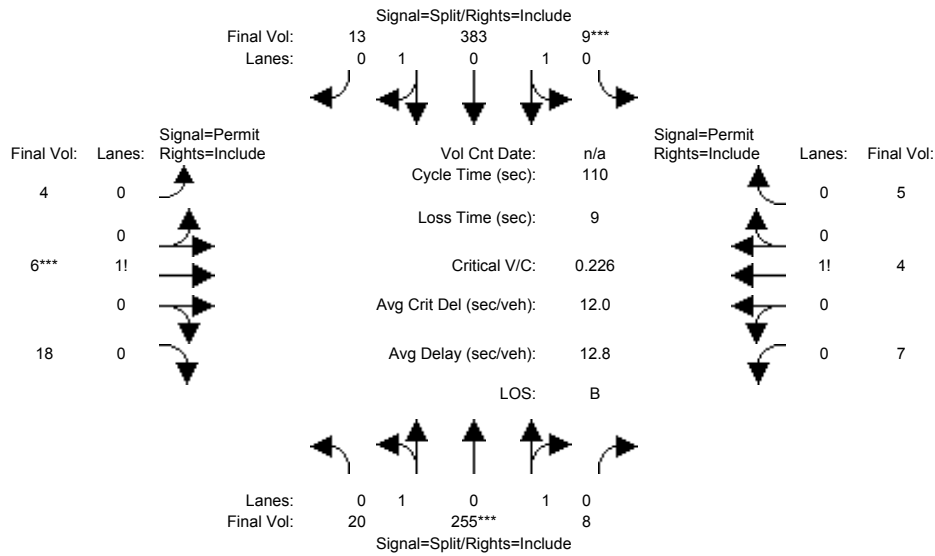 Signal=Split/Rights=Include
Final Vol: 13 383 9***
Lanes: 0 1 0 1 0
Signal=Permit Signal=Permit
Final Vol: Lanes: Rights=Include Vol Cnt Date: n/a Rights=Include Lanes: Final Vol:
Cycle Time (sec): 110
4 0 0 5
Loss Time (sec): 9
0 0
6*** 1! Critical V/C: 0.226 1! 4
0 Avg Crit Del (sec/veh): 12.0 0
18 0 Avg Delay (sec/veh): 12.8 0 7
LOS: B
Lanes: 0 1 0 1 0
Final Vol: 20 255*** 8
Signal=Split/Rights=Include